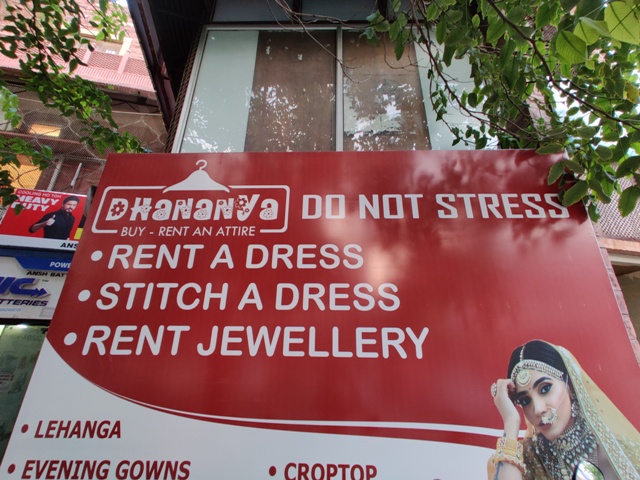 DHANANYA
BUY - RENT AN ATTIRE
DO NOT STRESS
• RENT A DRESS
• STITCH A DRESS
• RENT JEWELLERY
• LEHANGA
• EVENING GOWNS
• CROPTOP
HEAVY
ANS
POWE
ANSH BAT
TERIES